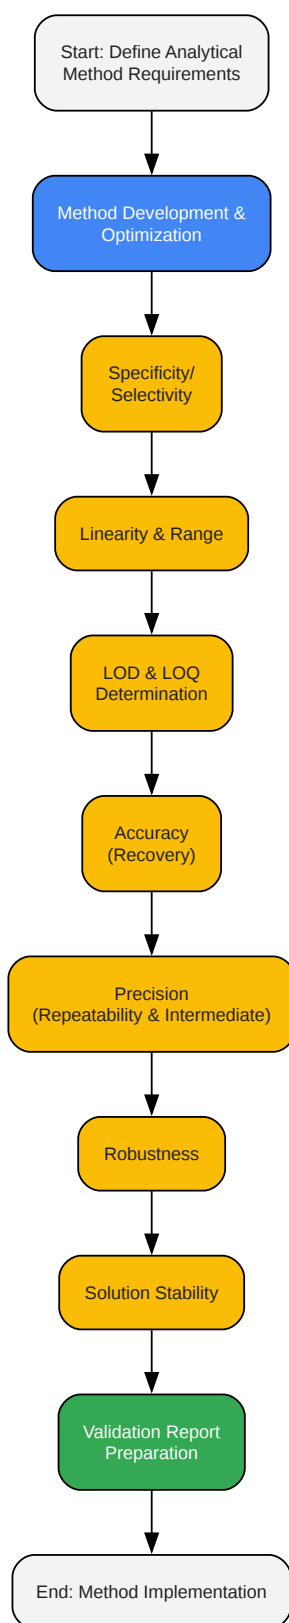 Start: Define Analytical
Method Requirements
Method Development &
Optimization
Specificity/
Selectivity
Linearity & Range
LOD & LOQ
Determination
Accuracy
(Recovery)
Precision
(Repeatability & Intermediate)
Robustness
Solution Stability
Validation Report
Preparation
End: Method Implementation